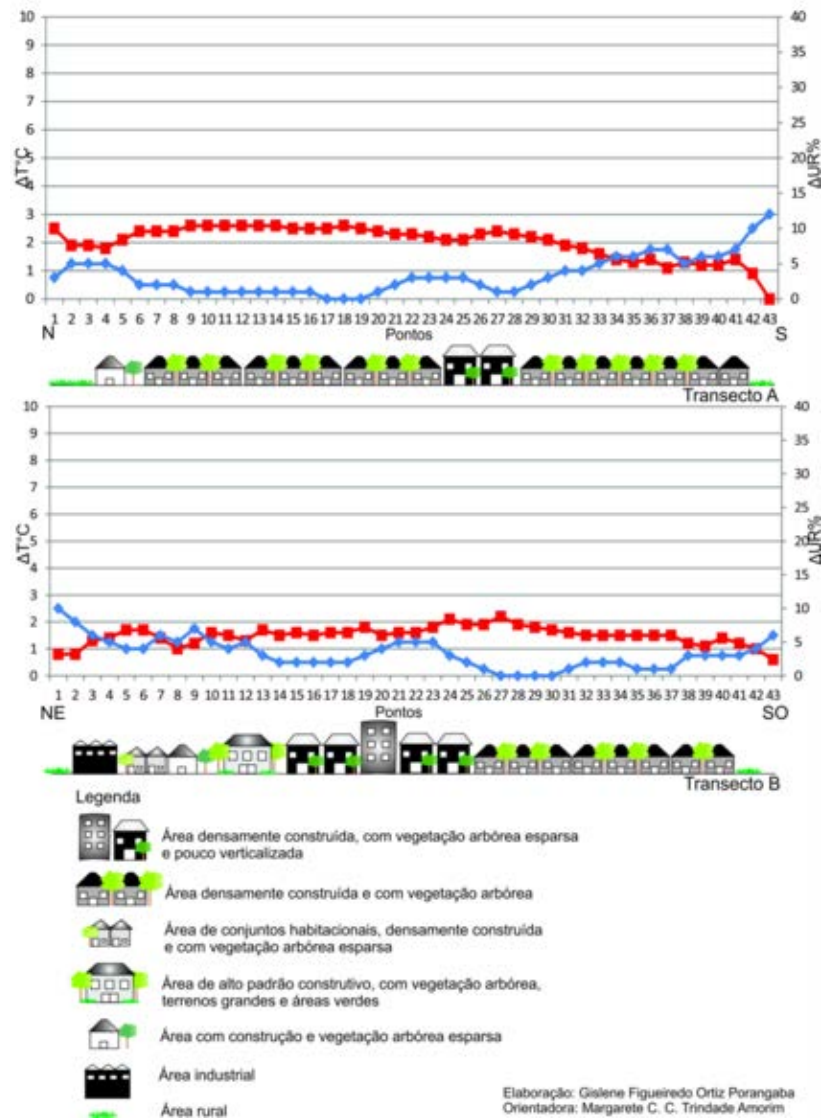 10 40
9 35
8
7 30
6 25
5 20
4 15
3
2 10
1 5
0 0
ΔT°C
ΔUR%
1 2 3 4 5 6 7 8 9 10 11 12 13 14 15 16 17 18 19 20 21 22 23 24 25 26 27 28 29 30 31 32 33 34 35 36 37 38 39 40 41 42 43
N Pontos S
Transecto A
10 40
9 35
8
7 30
6 25
5 20
4 15
3
2 10
1 5
0 0
ΔT°C
ΔUR%
1 2 3 4 5 6 7 8 9 10 11 12 13 14 15 16 17 18 19 20 21 22 23 24 25 26 27 28 29 30 31 32 33 34 35 36 37 38 39 40 41 42 43
NE Pontos SO
Transecto B
Legenda
Área densamente construída, com vegetação arbórea esparsa
e pouco verticalizada
Área densamente construída e com vegetação arbórea
Área de conjuntos habitacionais, densamente construída
e com vegetação arbórea esparsa
Área de alto padrão construtivo, com vegetação arbórea,
terrenos grandes e áreas verdes
Área com construção e vegetação arbórea esparsa
Área industrial
Área rural
Elaboração: Gislene Figueiredo Ortiz Porangaba
Orientadora: Margarete C. C. Trindade Amorim